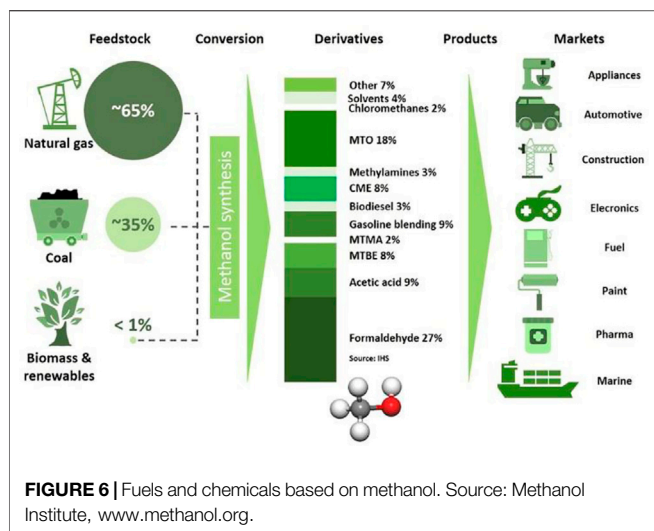 Feedstock
Conversion
Derivatives
Products
Markets
~65%
Natural gas
~35%
Coal
< 1%
Biomass &
renewables
Methanol synthesis
Other 7%
Solvents 4%
Chloromethanes 2%
MTO 18%
Methylamines 3%
CME 8%
Biodiesel 3%
Gasoline blending 9%
MTMA 2%
MTBE 8%
Acetic acid 9%
Formaldehyde 27%
Source: IHS
Appliances
Automotive
Construction
Elecronics
Fuel
Paint
Pharma
Marine
FIGURE 6 | Fuels and chemicals based on methanol. Source: Methanol
Institute, www.methanol.org.